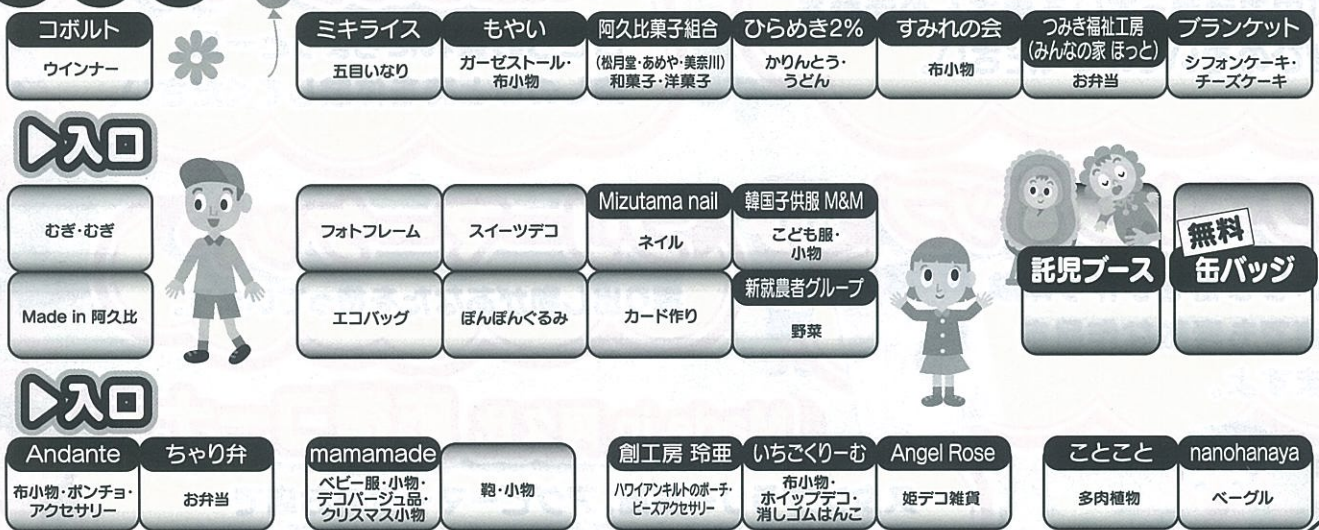 コボルト
ウインナー
ミキライス
五目いなり
もやい
ガーゼストール・
布小物
阿久比菓子組合
(松月堂・あめや・美奈川)
和菓子・洋菓子
ひらめき2%
かりんとう・
うどん
すみれの会
布小物
つみき福祉工房
(みんなの家 ほっと)
お弁当
ブランケット
シフォンケーキ・
チーズケーキ
▷入口
むぎ・むぎ
フォトフレーム
スイーツデコ
Mizutama nail
ネイル
韓国子供服 M&M
こども服・
小物
託児ブース
無料
缶バッジ
Made in 阿久比
エコバッグ
ぽんぽんぐるみ
カード作り
新就農者グループ
野菜
▷入口
Andante
布小物・ポンチョ・
アクセサリー
ちゃり弁
お弁当
mamamade
ベビー服・小物・
デコパージュ品・
クリスマス小物
鞄・小物
創工房 玲亜
ハワイアンキルトのポーチ・
ビーズアクセサリー
いちごくりーむ
布小物・
ホイップデコ・
消しゴムはんこ
Angel Rose
姫デコ雑貨
ことこと
多肉植物
nanohanaya
ベーグル